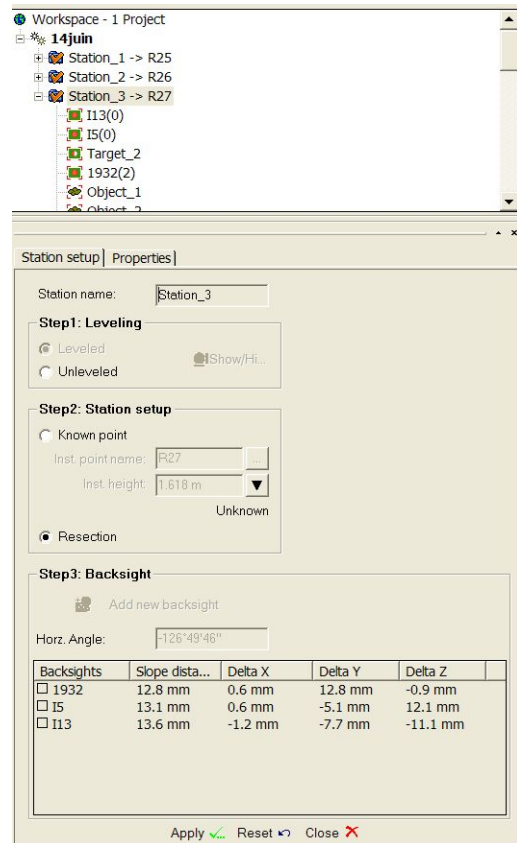 Workspace - 1 Project
14juin
Station_1 -> R25
Station_2 -> R26
Station_3 -> R27
I13(0)
I5(0)
Target_2
1932(2)
Object_1
Object_2
Station setup Properties
Station name: Station_3
Step1: Leveling
Leveled
Show/Hi...
Unleveled
Step2: Station setup
Known point
Inst. point name: R27 ...
Inst. height: 1.618 m
Unknown
Resection
Step3: Backsight
Add new backsight
Horz. Angle: -126°49'46"
Backsights Slope dista... Delta X Delta Y Delta Z
1932 12.8 mm 0.6 mm 12.8 mm -0.9 mm
I5 13.1 mm 0.6 mm -5.1 mm 12.1 mm
I13 13.6 mm -1.2 mm -7.7 mm -11.1 mm
Apply Reset Close